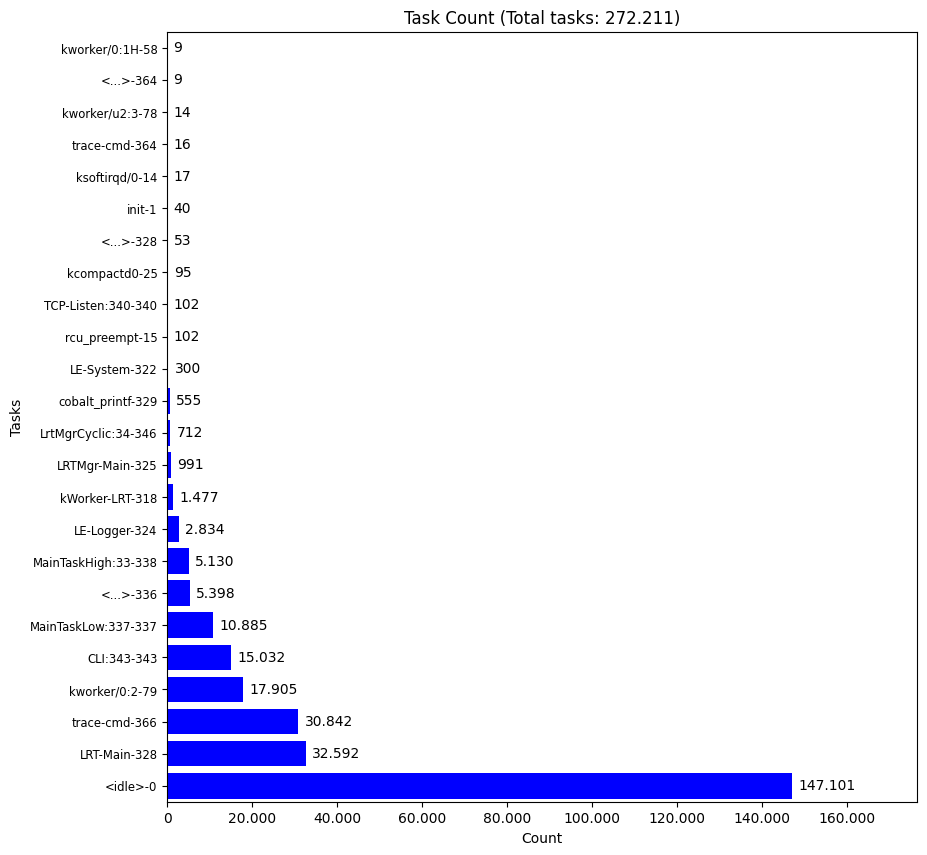 Task Count (Total tasks: 272.211)
kworker/0:1H-58 9
<...>-364 9
kworker/u2:3-78 14
trace-cmd-364 16
ksoftirqd/0-14 17
init-1 40
<...>-328 53
kcompactd0-25 95
TCP-Listen:340-340 102
rcu_preempt-15 102
LE-System-322 300
cobalt_printf-329 555
LrtMgrCyclic:34-346 712
LRTMgr-Main-325 991
kWorker-LRT-318 1.477
LE-Logger-324 2.834
MainTaskHigh:33-338 5.130
<...>-336 5.398
MainTaskLow:337-337 10.885
CLI:343-343 15.032
kworker/0:2-79 17.905
trace-cmd-366 30.842
LRT-Main-328 32.592
<idle>-0 147.101
Tasks
0 20.000 40.000 60.000 80.000 100.000 120.000 140.000 160.000
Count